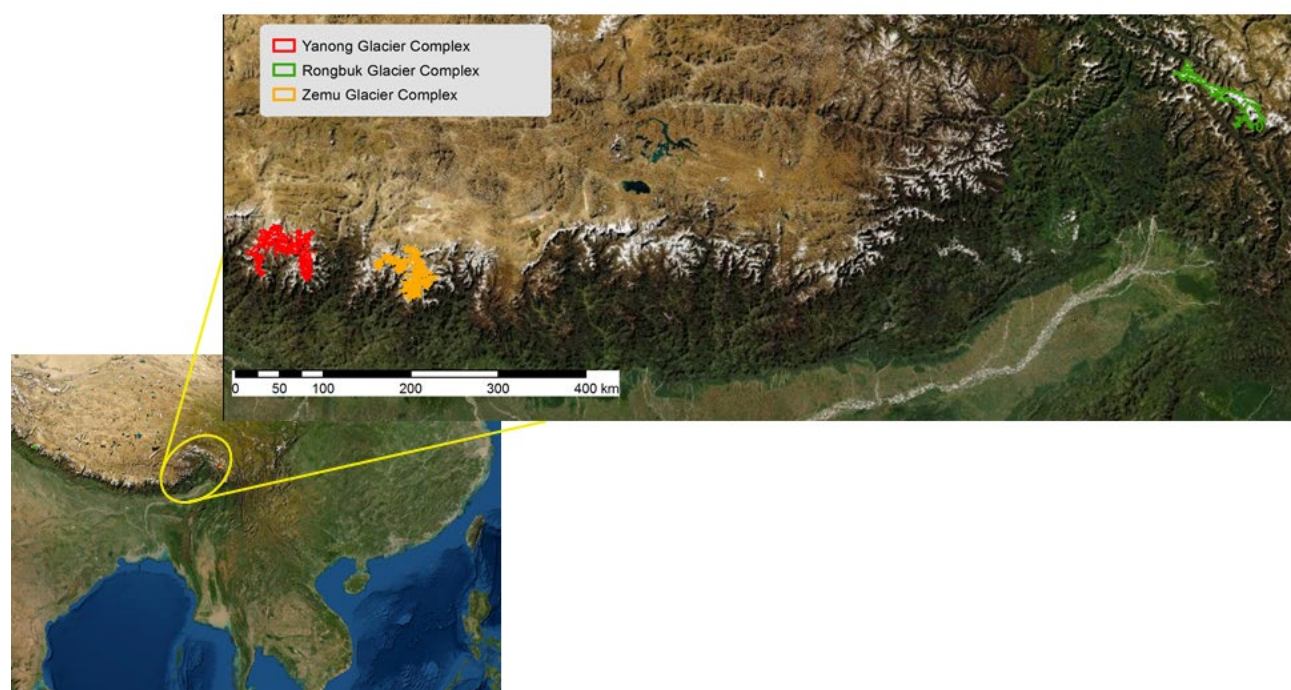 Yanong Glacier Complex
Rongbuk Glacier Complex
Zemu Glacier Complex
0 50 100 200 300 400 km